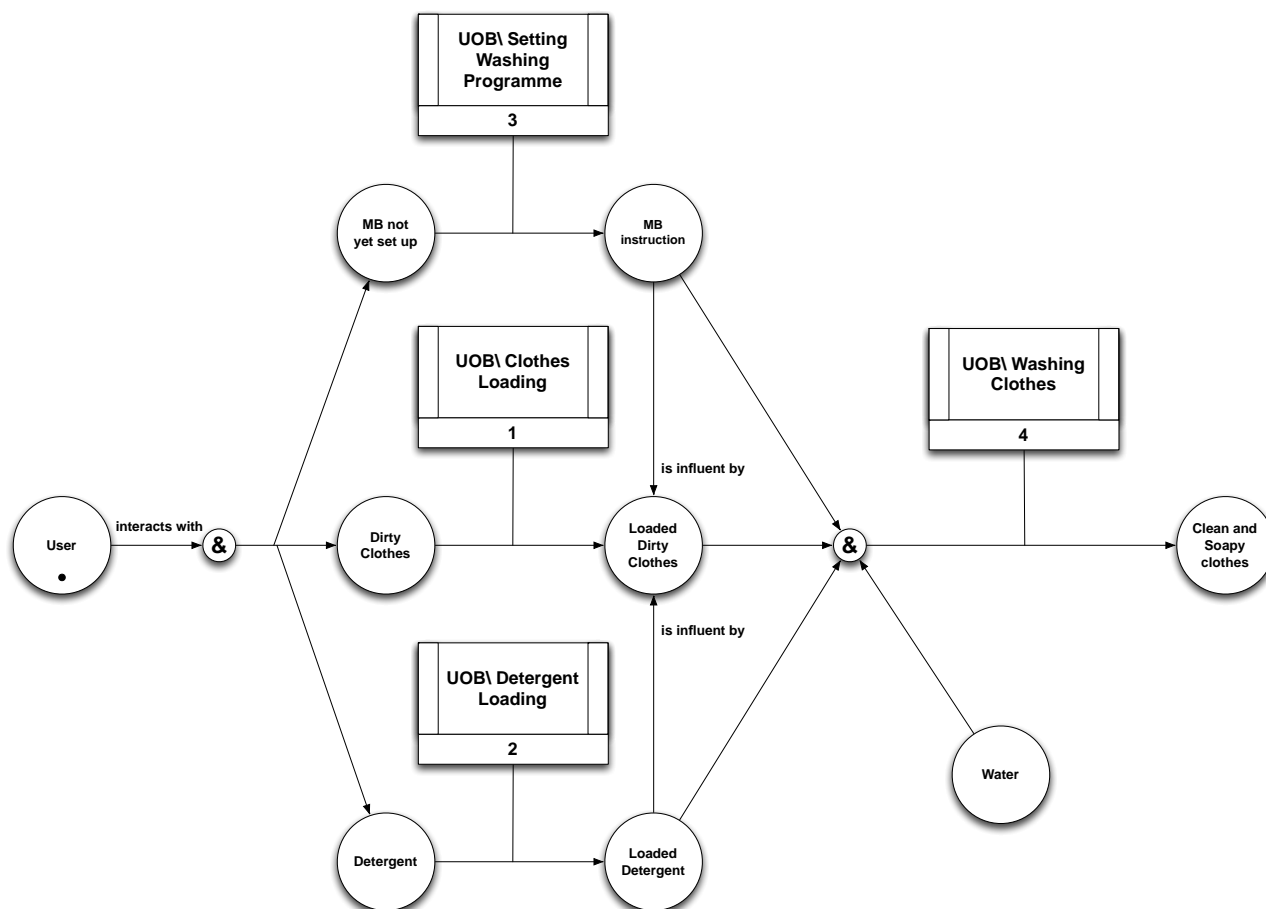 UOB\ Setting
Washing
Programme
3
MB not
yet set up
MB
instruction
UOB\ Clothes
Loading
1
UOB\ Washing
Clothes
4
is influent by
interacts with
User
&
Dirty
Clothes
Loaded
Dirty
Clothes
&
Clean and
Soapy
clothes
is influent by
UOB\ Detergent
Loading
2
Water
Detergent
Loaded
Detergent